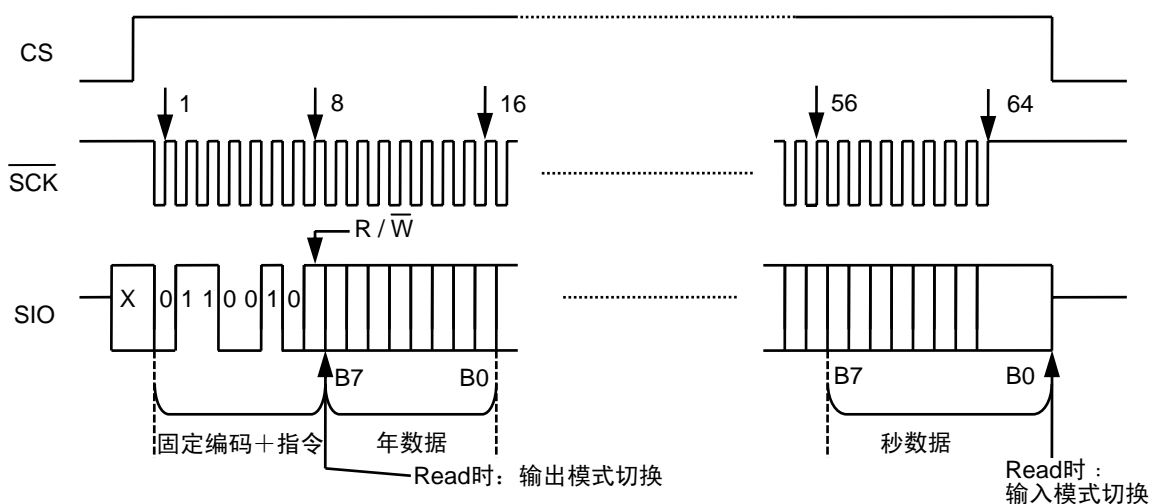 CS
1
8
16
56
64
SCK
R / W
X 0 1 1 0 0 1 0
SIO
B7
B0
B7
B0
固定编码＋指令
年数据
秒数据
Read时：输出模式切换
Read时：
输入模式切换